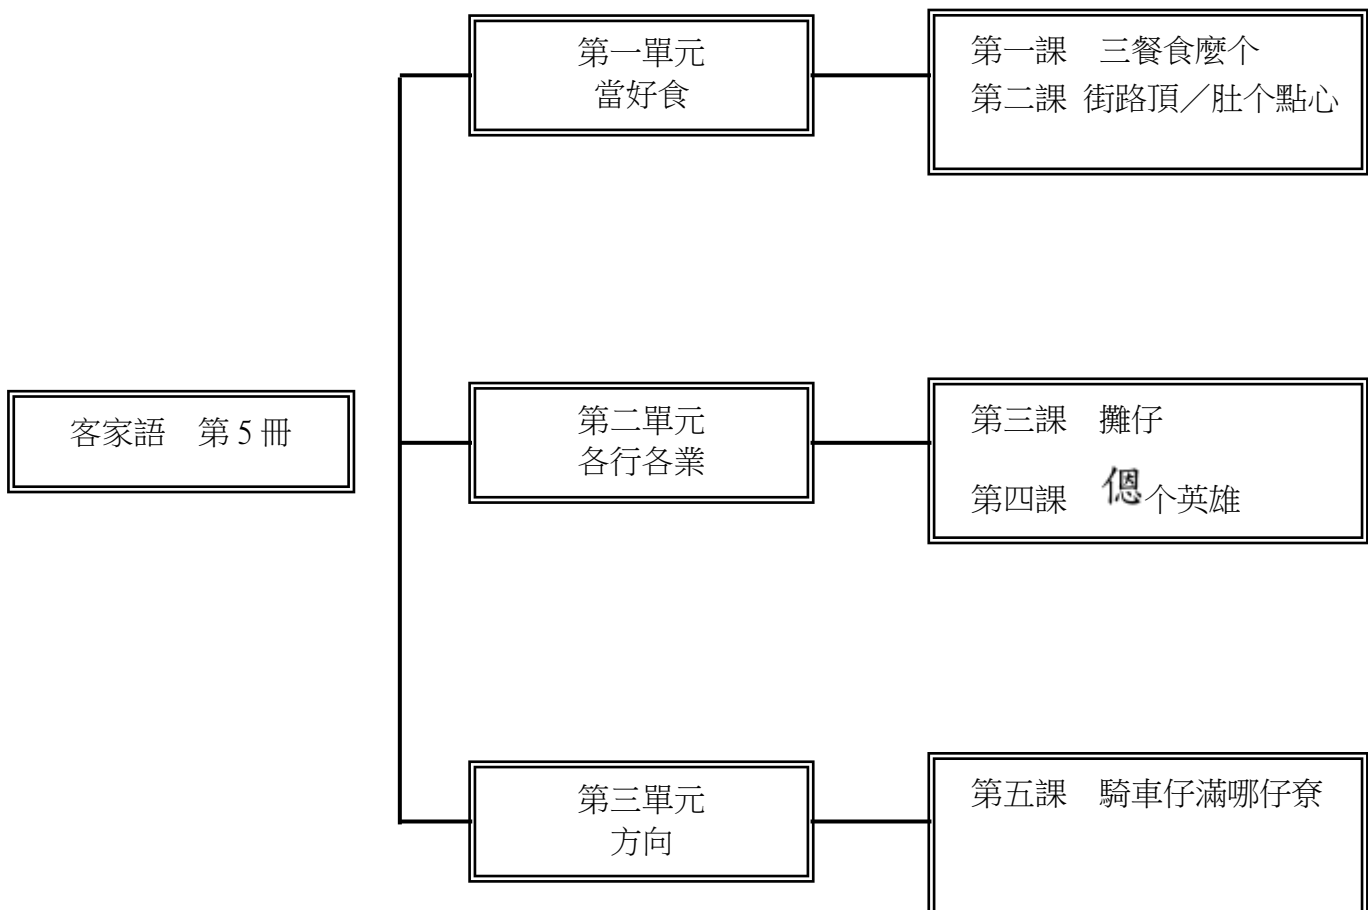 客家語　第 5 冊
第一單元
當好食
第一課　三餐食麼个
第二課 街路頂／肚个點心
第二單元
各行各業
第三課　攤仔
第四課　𠊎个英雄
第三單元
方向
第五課　騎車仔滿哪仔尞